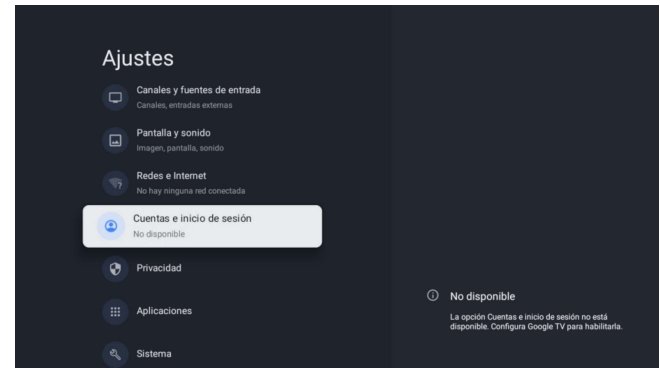 Ajustes
Canales y fuentes de entrada
Canales, entradas externas
Pantalla y sonido
Imagen, pantalla, sonido
Redes e Internet
No hay ninguna red conectada
Cuentas e inicio de sesión
No disponible
Privacidad
Aplicaciones
Sistema
No disponible
La opción Cuentas e inicio de sesión no está
disponible. Configura Google TV para habilitarla.